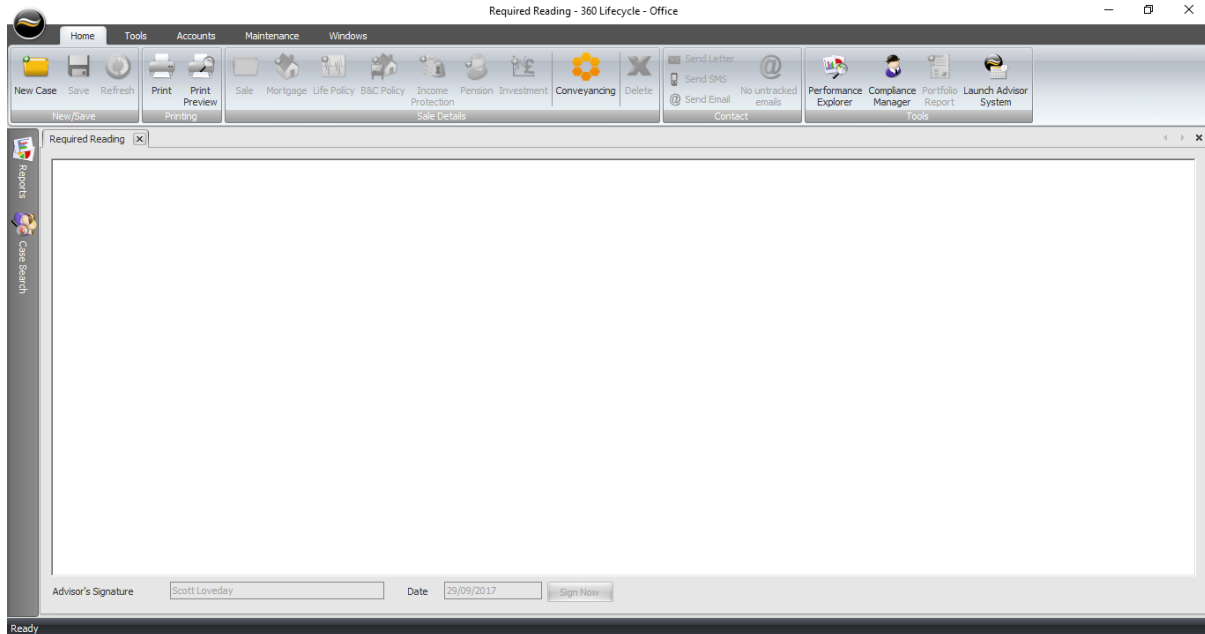 Required Reading - 360 Lifecycle - Office
Home Tools Accounts Maintenance Windows
New Case Save Refresh Print Print Preview Sale Mortgage Life Policy B&C Policy Income Protection Pension Investment Conveyancing Delete
Send Letter
Send SMS
Send Email
No untracked emails
Performance Explorer Compliance Manager Portfolio Report Launch Advisor System
New/Save Printing Sale Details Contact Tools
Required Reading
Reports
Case Search
Advisor's Signature Scott Loveday Date 29/09/2017 Sign Now
Ready